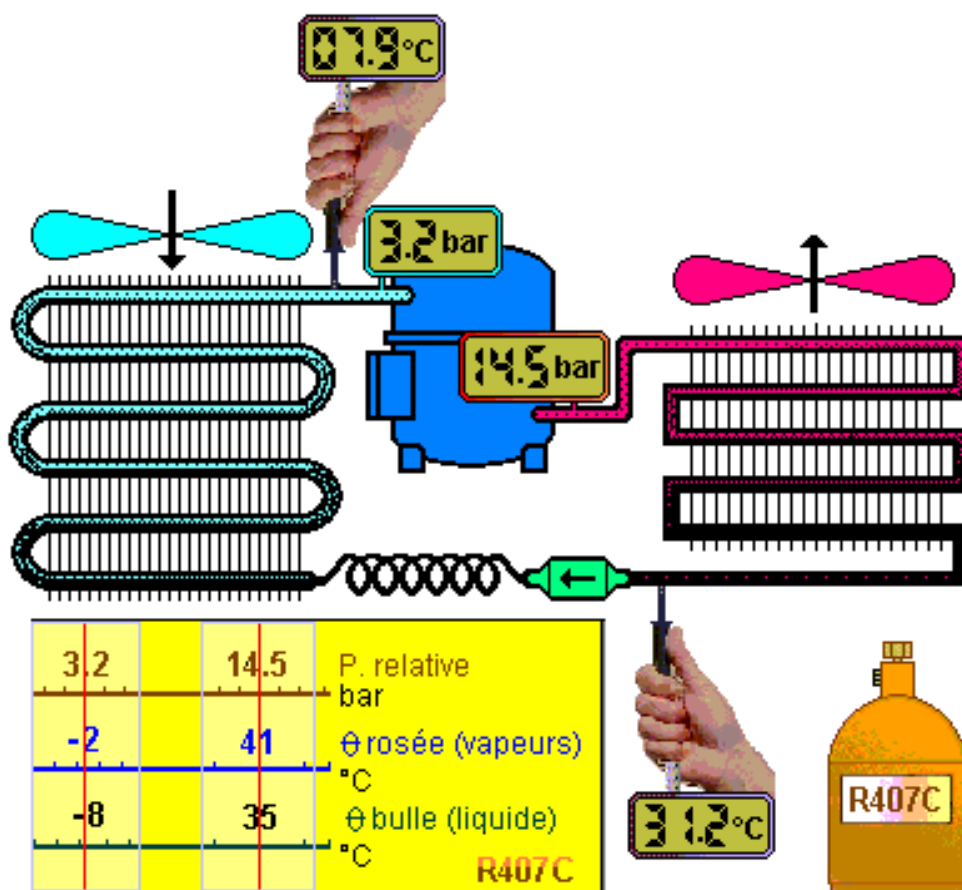 07.9°C
3.2 bar
14.5 bar
3.2 14.5 P. relative
bar
-2 41 θ rosée (vapeurs)
°C
-8 35 θ bulle (liquide)
°C
R407C
31.2°C
R407C